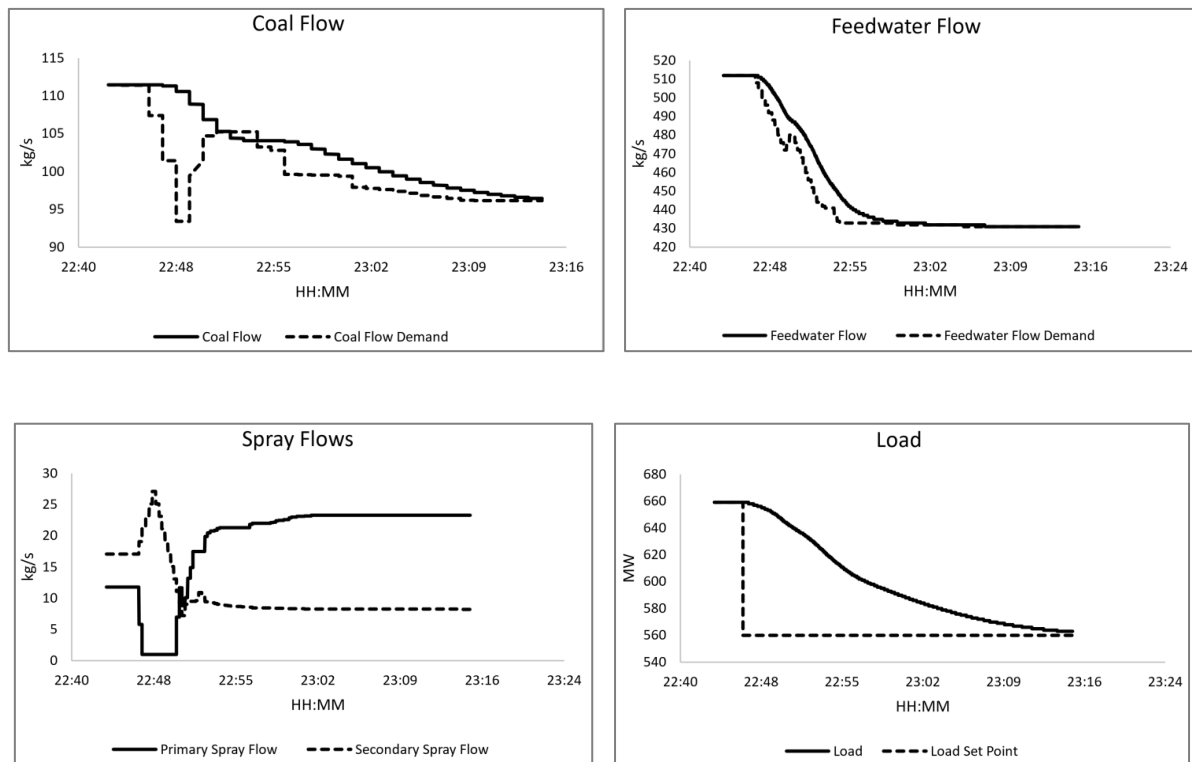 Coal Flow
115
110
105
100
95
90
kg/s
22:40 22:48 22:55 23:02 23:09 23:16
HH:MM
Coal Flow Coal Flow Demand
Feedwater Flow
520
510
500
490
480
470
460
450
440
430
420
kg/s
22:40 22:48 22:55 23:02 23:09 23:16 23:24
HH:MM
Feedwater Flow Feedwater Flow Demand
Spray Flows
30
25
20
15
10
5
0
kg/s
22:40 22:48 22:55 23:02 23:09 23:16 23:24
HH:MM
Primary Spray Flow Secondary Spray Flow
Load
680
660
640
620
600
580
560
540
MW
22:40 22:48 22:55 23:02 23:09 23:16 23:24
HH:MM
Load Load Set Point